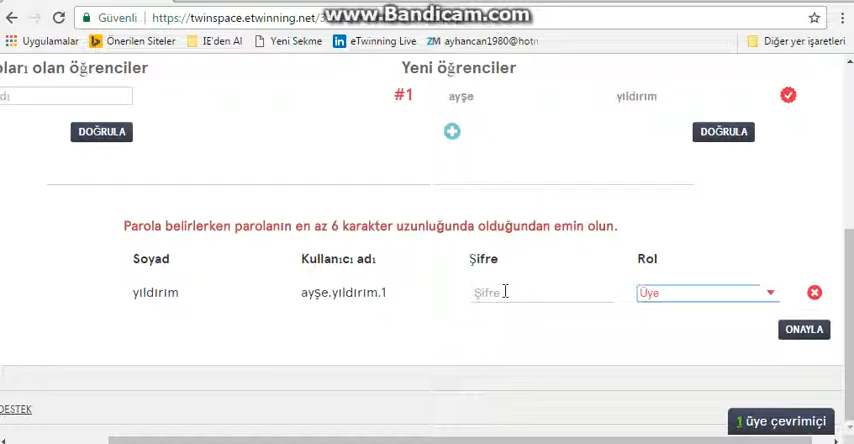 www.Bandicam.com
Güvenli https://twinspace.etwinning.net/3
Uygulamalar Önerilen Siteler IE'den Al Yeni Sekme eTwinning Live ZM ayhancan1980@hotn Diğer yer işaretleri
ları olan öğrenciler Yeni öğrenciler
dı #1 ayşe yıldırım
DOĞRULA DOĞRULA
Parola belirlerken parolanın en az 6 karakter uzunluğunda olduğundan emin olun.
Soyad Kullanıcı adı Şifre Rol
yıldırım ayşe.yıldırım.1 Şifre Üye
ONAYLA
DESTEK
1 üye çevrimiçi